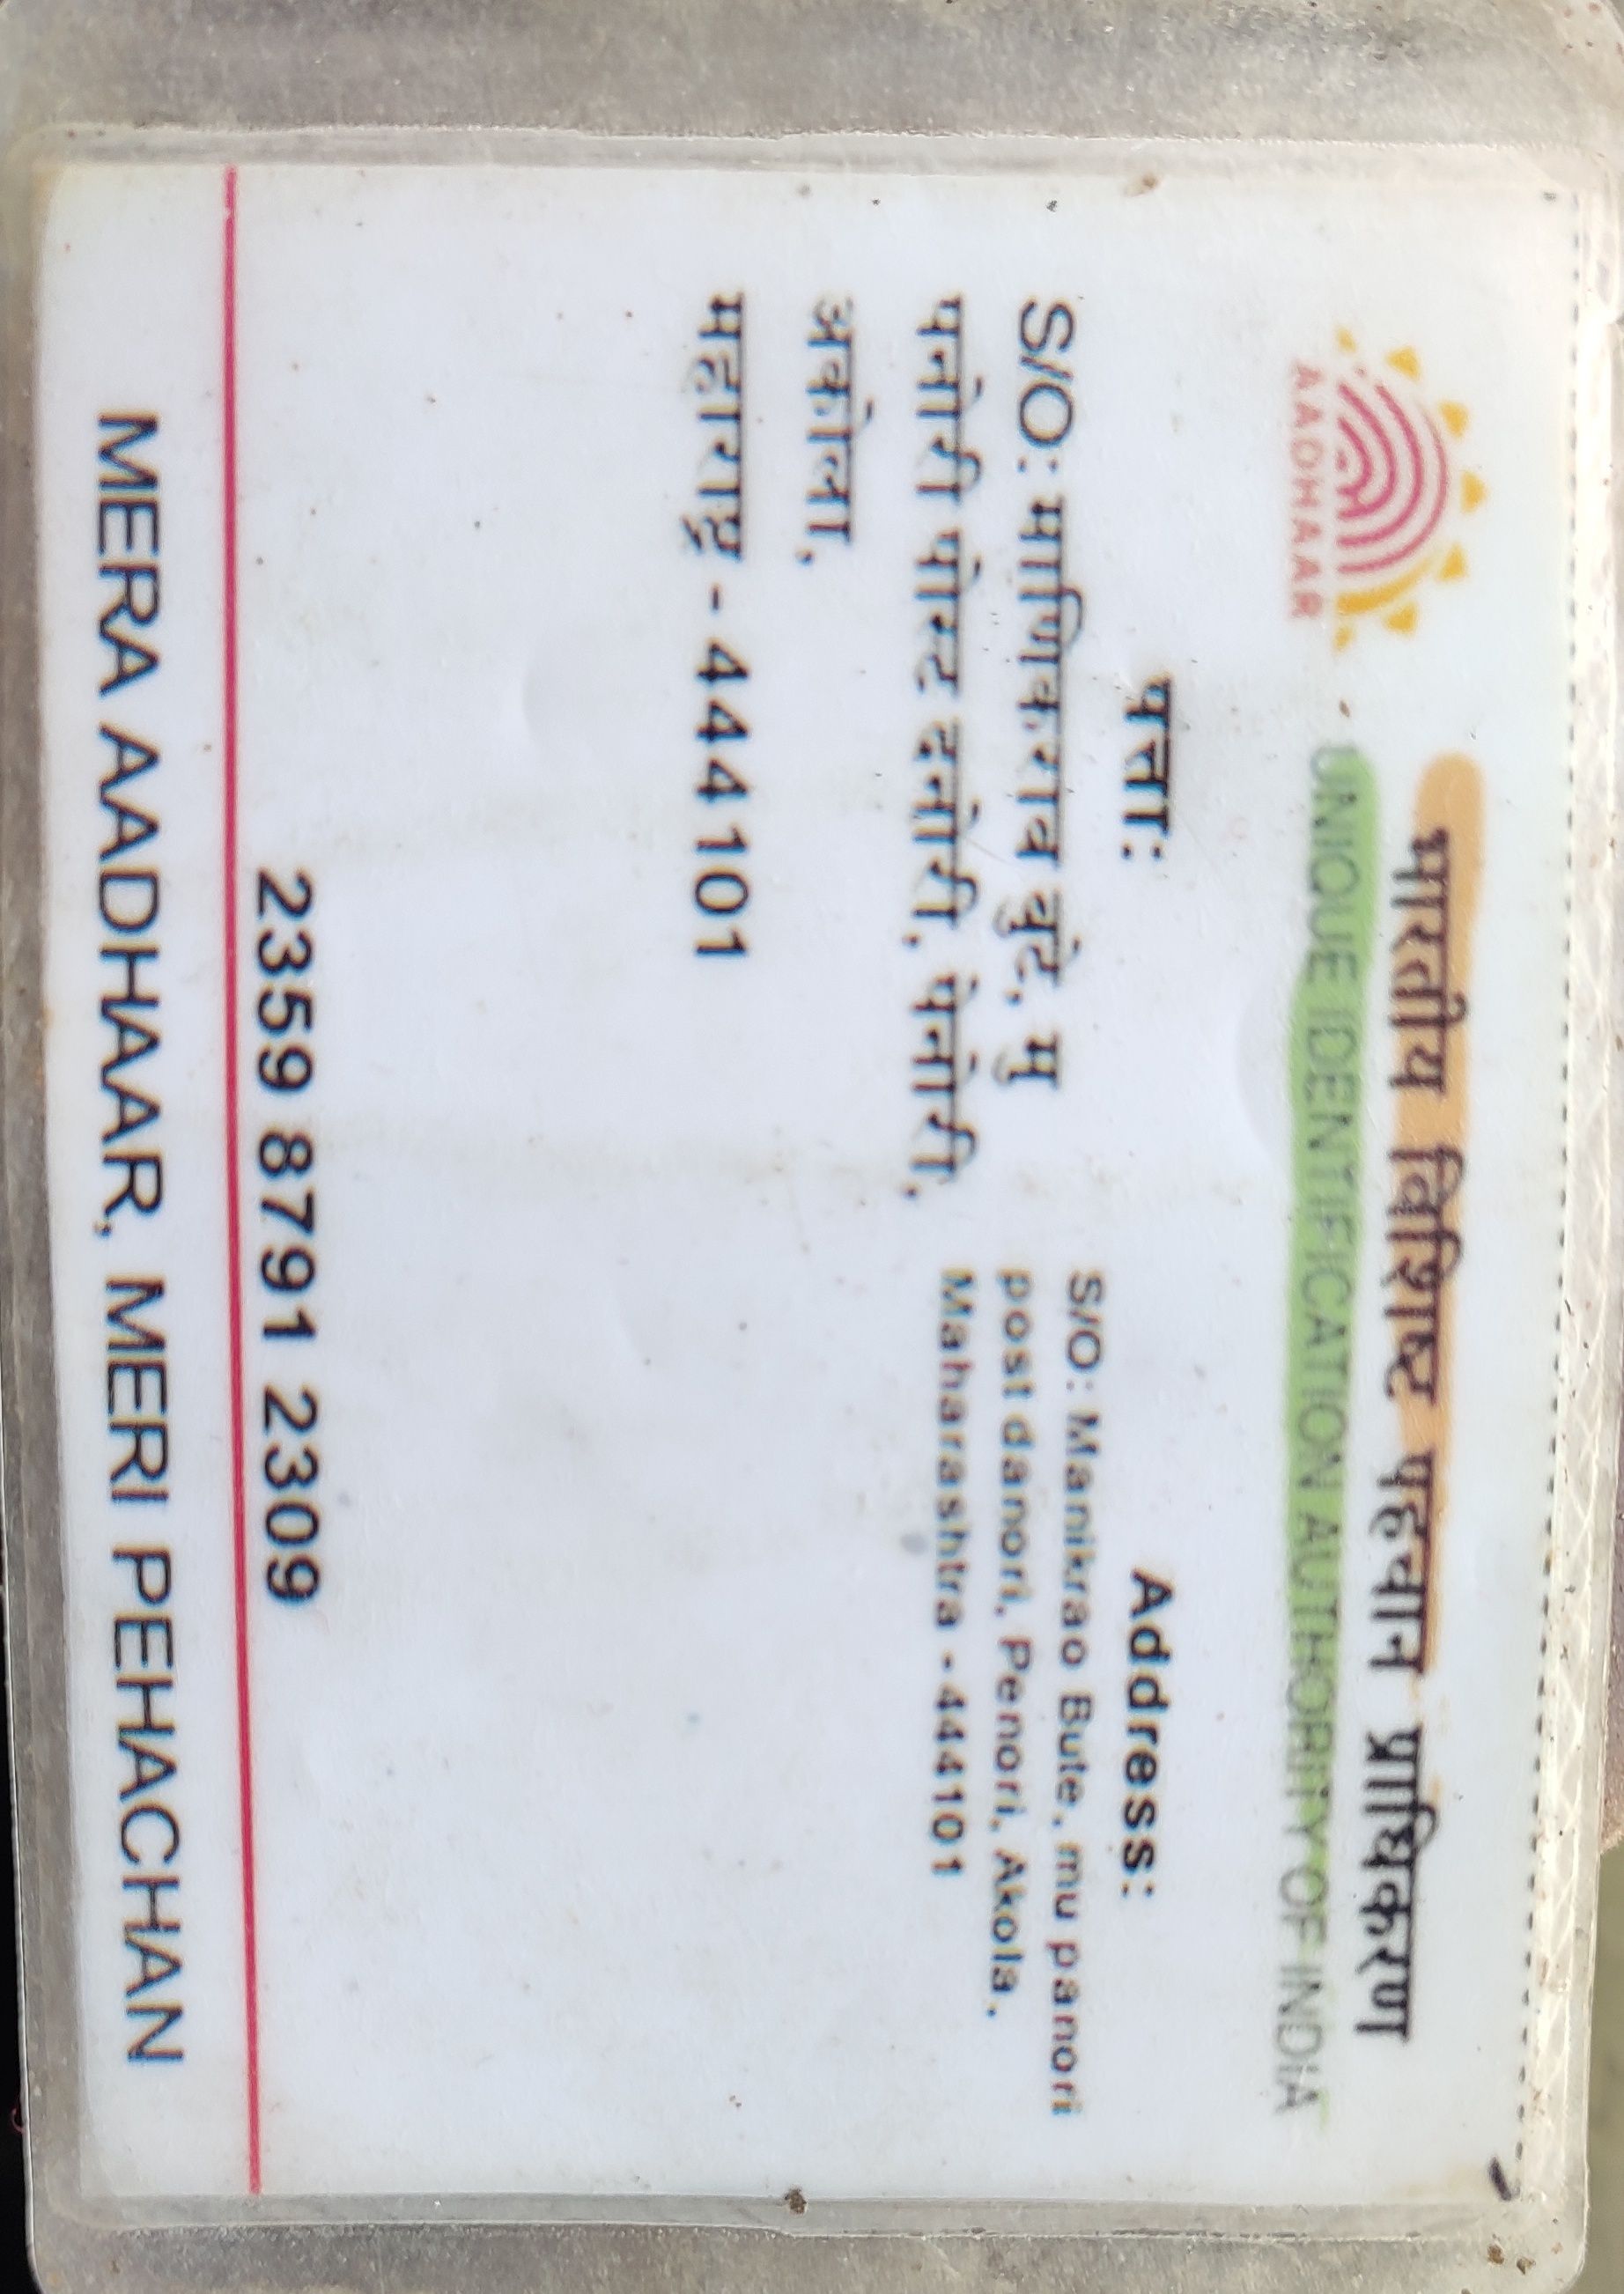 भारतीय विशिष्ट पहचान प्राधिकरण
UNIQUE IDENTIFICATION AUTHORITY OF INDIA
AADHAAR
पत्ता:
S/O: माणिकराव बुटे, मु
पनोरी पोस्ट दनोरी, पेनोरी,
अकोला,
महाराष्ट्र - 444101
Address:
S/O: Manikrao Bute, mu panori
post danori, Penori, Akola,
Maharashtra - 444101
2359 8791 2309
MERA AADHAAR, MERI PEHACHAN